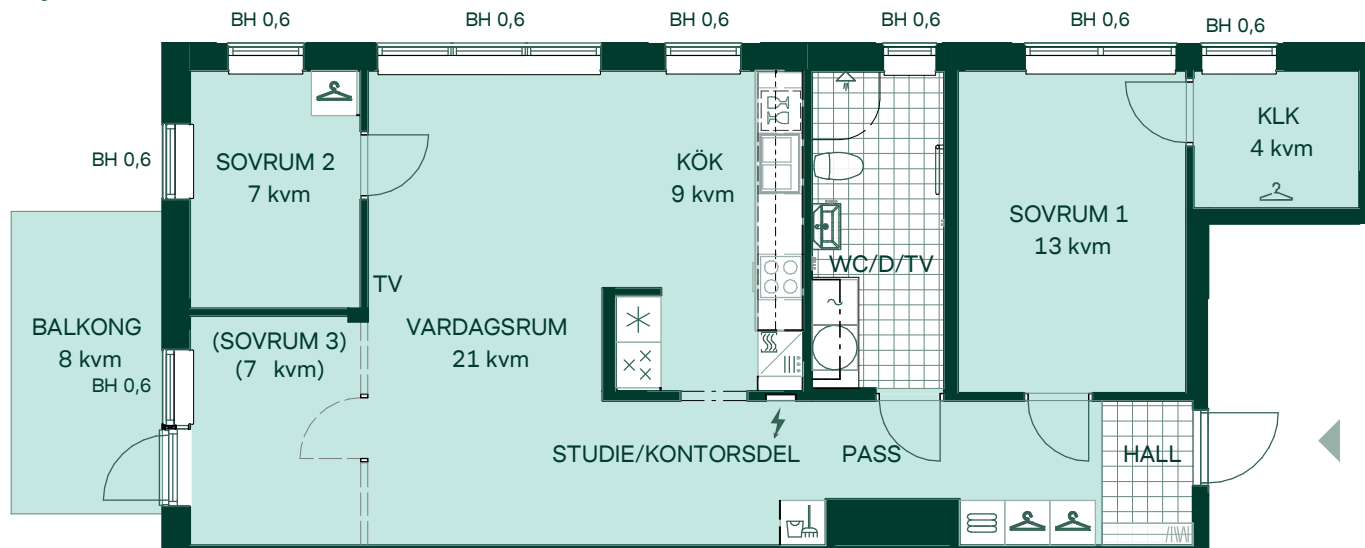 BH 0,6
BH 0,6
BH 0,6
BH 0,6
BH 0,6
BH 0,6
KLK
4 kvm
BH 0,6
SOVRUM 2
7 kvm
KÖK
9 kvm
SOVRUM 1
13 kvm
WC/D/TV
TV
BALKONG
8 kvm
BH 0,6
(SOVRUM 3)
(7 kvm)
VARDAGSRUM
21 kvm
STUDIE/KONTORSDEL
PASS
HALL